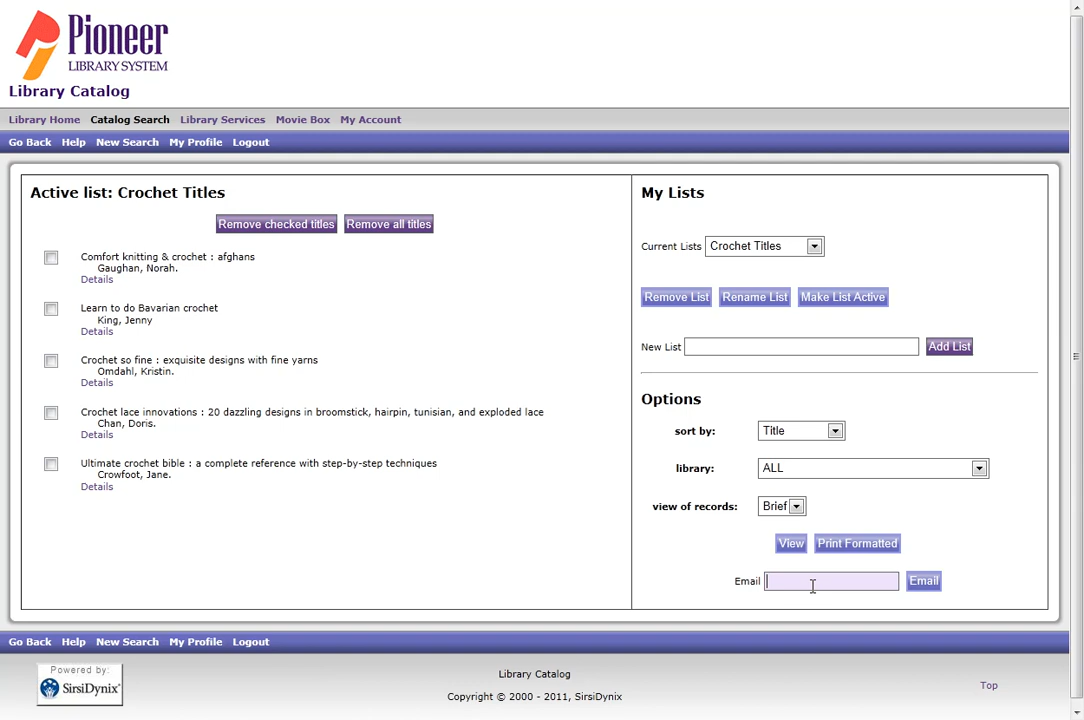 Pioneer
LIBRARY SYSTEM
Library Catalog
Library Home Catalog Search Library Services Movie Box My Account
Go Back Help New Search My Profile Logout
Active list: Crochet Titles
Remove checked titles Remove all titles
Comfort knitting & crochet : afghans
Gaughan, Norah.
Details
Learn to do Bavarian crochet
King, Jenny
Details
Crochet so fine : exquisite designs with fine yarns
Omdahl, Kristin.
Details
Crochet lace innovations : 20 dazzling designs in broomstick, hairpin, tunisian, and exploded lace
Chan, Doris.
Details
Ultimate crochet bible : a complete reference with step-by-step techniques
Crowfoot, Jane.
Details
My Lists
Current Lists Crochet Titles
Remove List Rename List Make List Active
New List Add List
Options
sort by: Title
library: ALL
view of records: Brief
View Print Formatted
Email Email
Go Back Help New Search My Profile Logout
Powered by:
SirsiDynix
Library Catalog
Copyright © 2000 - 2011, SirsiDynix
Top